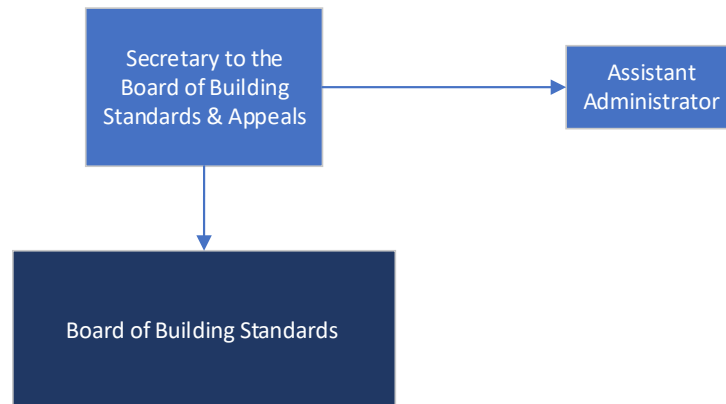 Secretary to the
Board of Building
Standards & Appeals
Assistant
Administrator
Board of Building Standards